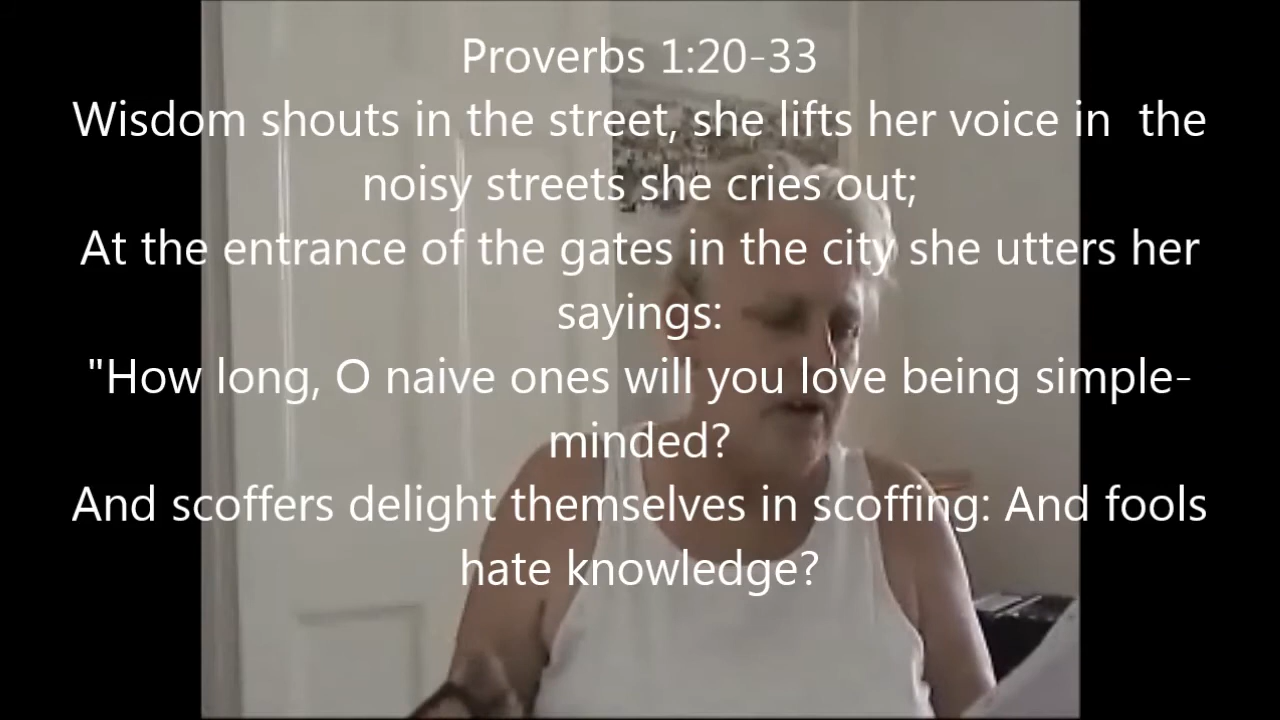 Proverbs 1:20-33
Wisdom shouts in the street, she lifts her voice in  the
noisy streets she cries out;
At the entrance of the gates in the city she utters her
sayings:
"How long, O naive ones will you love being simple-
minded?
And scoffers delight themselves in scoffing: And fools
hate knowledge?